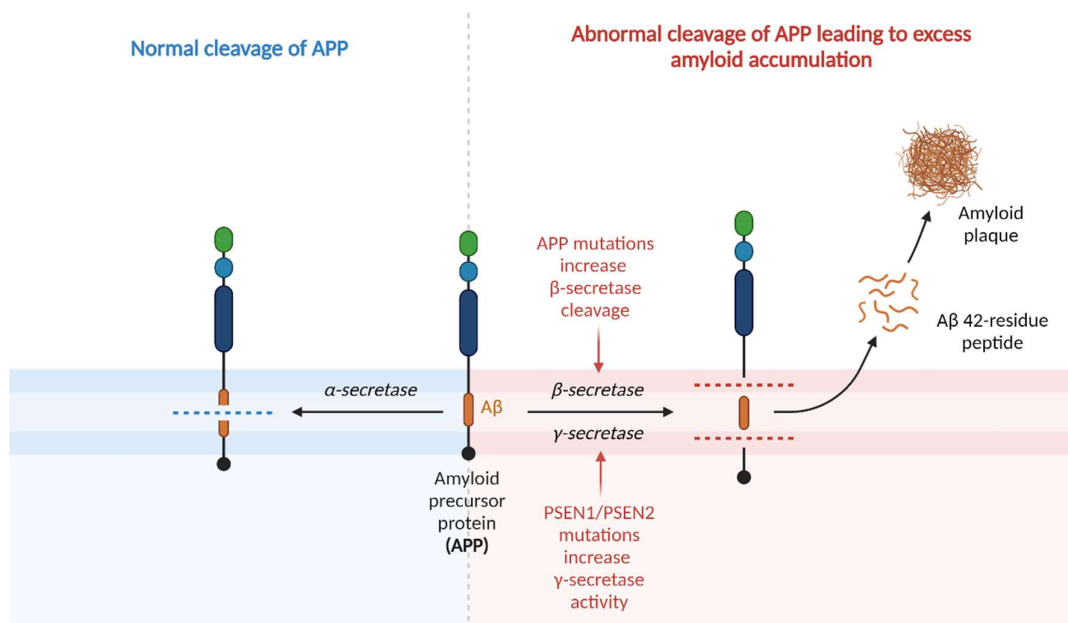 Normal cleavage of APP
Abnormal cleavage of APP leading to excess
amyloid accumulation
Amyloid
plaque
APP mutations
increase
β-secretase
cleavage
Aβ 42-residue
peptide
α-secretase
Aβ
β-secretase
γ-secretase
Amyloid
precursor
protein
(APP)
PSEN1/PSEN2
mutations
increase
γ-secretase
activity